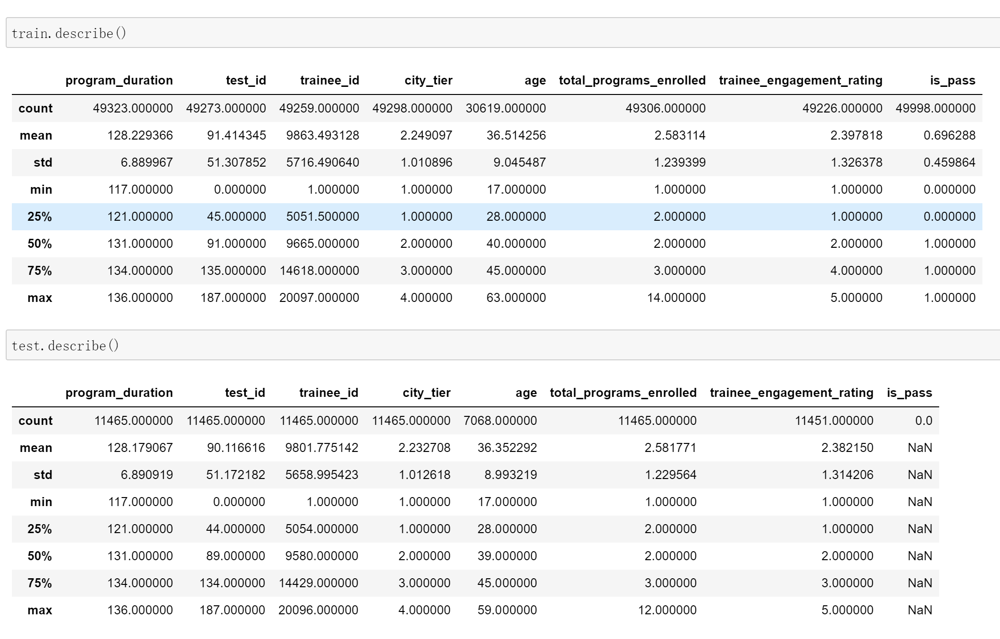 train.describe()
program_duration test_id trainee_id city_tier age total_programs_enrolled trainee_engagement_rating is_pass
count 49323.000000 49273.000000 49259.000000 49298.000000 30619.000000 49306.000000 49226.000000 49998.000000
mean 128.229366 91.414345 9863.493128 2.249097 36.514256 2.583114 2.397818 0.696288
std 6.889967 51.307852 5716.490640 1.010896 9.045487 1.239399 1.326378 0.459864
min 117.000000 0.000000 1.000000 1.000000 17.000000 1.000000 1.000000 0.000000
25% 121.000000 45.000000 5051.500000 1.000000 28.000000 2.000000 1.000000 0.000000
50% 131.000000 91.000000 9665.000000 2.000000 40.000000 2.000000 2.000000 1.000000
75% 134.000000 135.000000 14618.000000 3.000000 45.000000 3.000000 4.000000 1.000000
max 136.000000 187.000000 20097.000000 4.000000 63.000000 14.000000 5.000000 1.000000
test.describe()
program_duration test_id trainee_id city_tier age total_programs_enrolled trainee_engagement_rating is_pass
count 11465.000000 11465.000000 11465.000000 11465.000000 7068.000000 11465.000000 11451.000000 0.0
mean 128.179067 90.116616 9801.775142 2.232708 36.352292 2.581771 2.382150 NaN
std 6.890919 51.172182 5658.995423 1.012618 8.993219 1.229564 1.314206 NaN
min 117.000000 0.000000 1.000000 1.000000 17.000000 1.000000 1.000000 NaN
25% 121.000000 44.000000 5054.000000 1.000000 28.000000 2.000000 1.000000 NaN
50% 131.000000 89.000000 9580.000000 2.000000 39.000000 2.000000 2.000000 NaN
75% 134.000000 134.000000 14429.000000 3.000000 45.000000 3.000000 3.000000 NaN
max 136.000000 187.000000 20096.000000 4.000000 59.000000 12.000000 5.000000 NaN